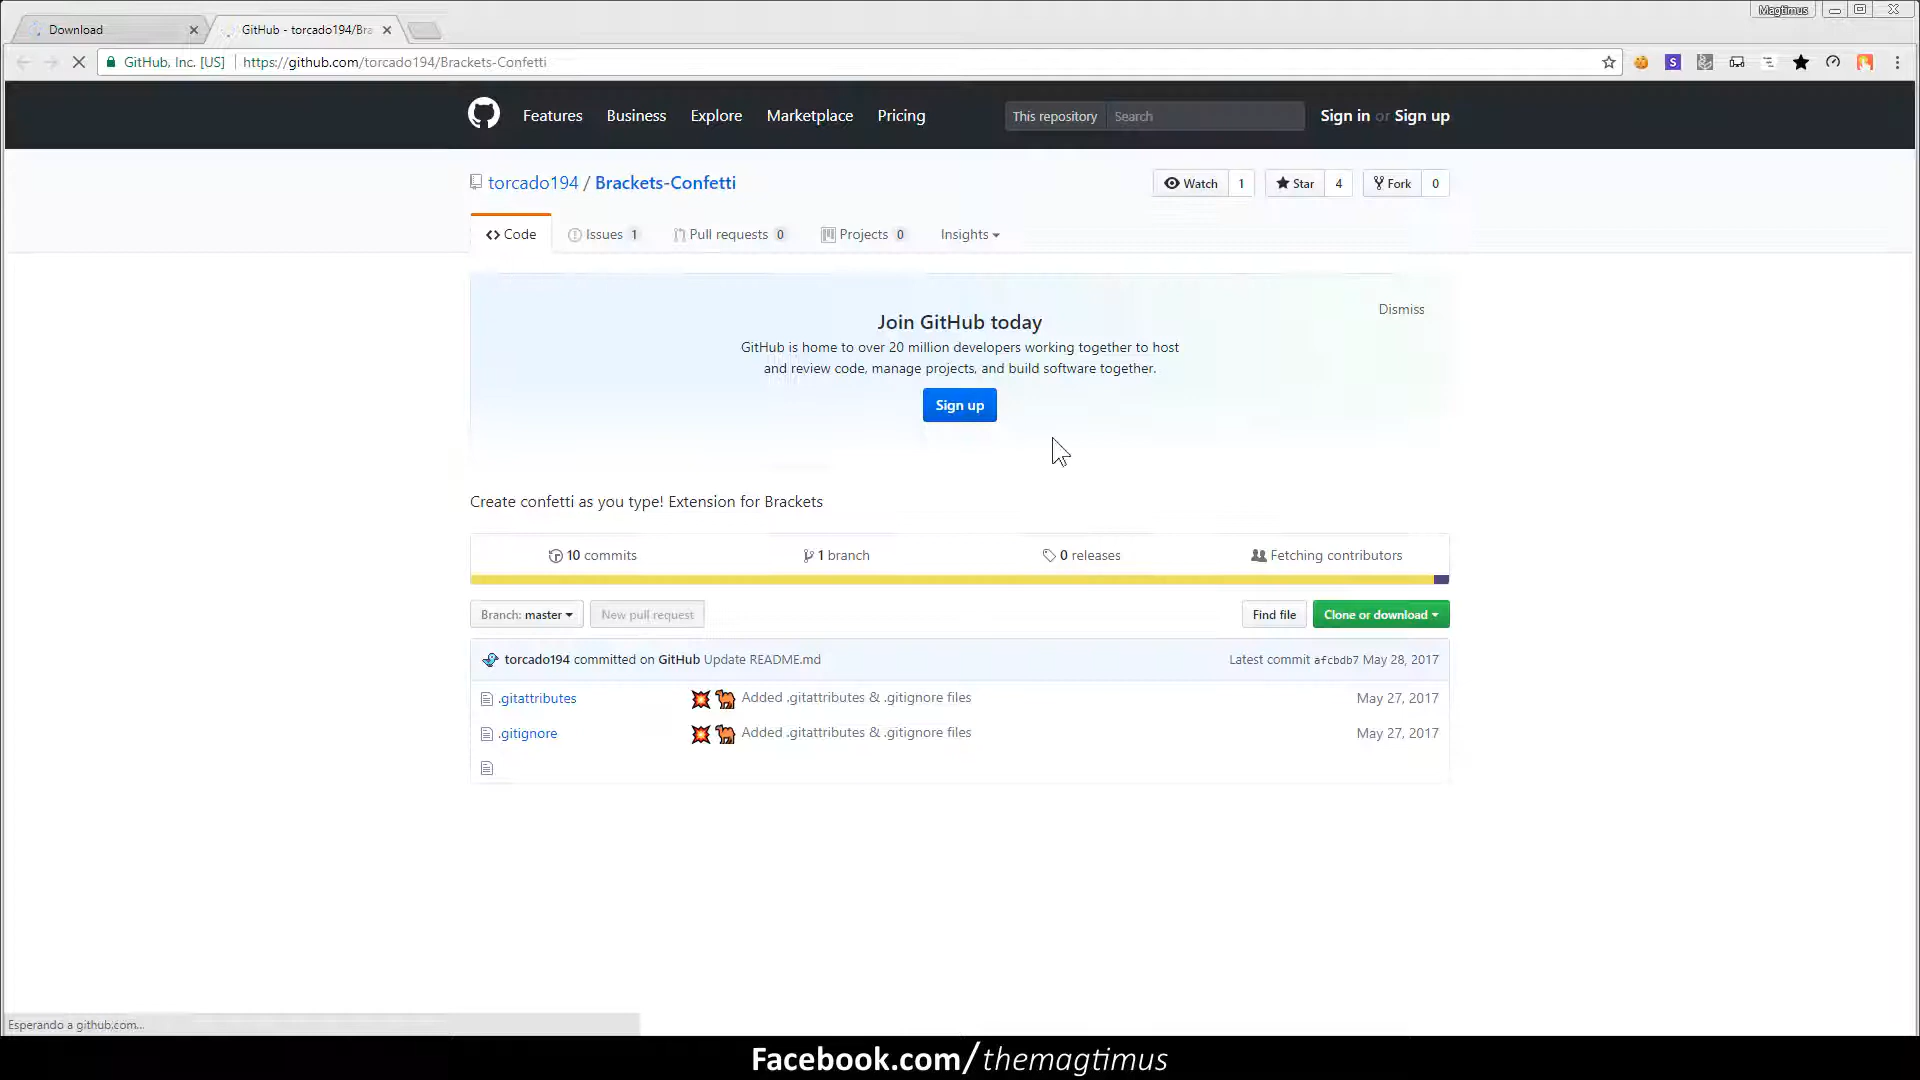 Magtimus
Download
GitHub - torcado194/Bra
GitHub, Inc. [US]
https://github.com/torcado194/Brackets-Confetti
Features
Business
Explore
Marketplace
Pricing
This repository
Search
Sign in or Sign up
torcado194 / Brackets-Confetti
Watch 1
Star 4
Fork 0
Code
Issues 1
Pull requests 0
Projects 0
Insights
Dismiss
Join GitHub today
GitHub is home to over 20 million developers working together to host
and review code, manage projects, and build software together.
Sign up
Create confetti as you type! Extension for Brackets
10 commits
1 branch
0 releases
Fetching contributors
Branch: master
New pull request
Find file
Clone or download
torcado194 committed on GitHub Update README.md
Latest commit afcbdb7 May 28, 2017
.gitattributes
Added .gitattributes & .gitignore files
May 27, 2017
.gitignore
Added .gitattributes & .gitignore files
May 27, 2017
Esperando a github.com...
Facebook.com/themagtimus